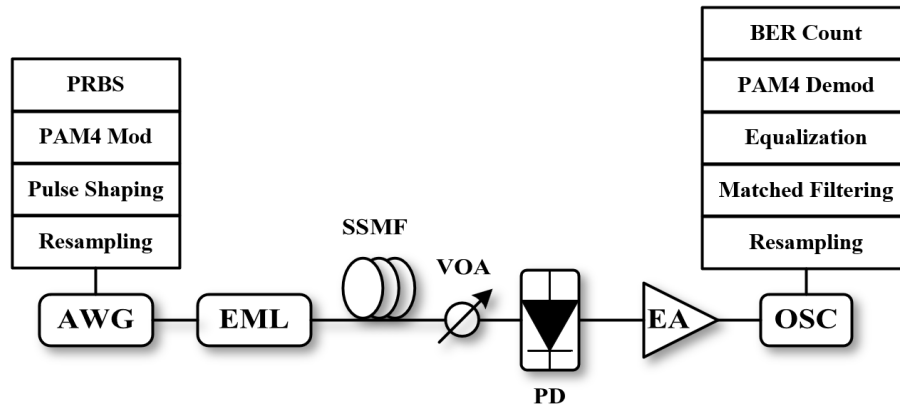 PRBS
PAM4 Mod
Pulse Shaping
Resampling
AWG
EML
SSMF
VOA
PD
EA
BER Count
PAM4 Demod
Equalization
Matched Filtering
Resampling
OSC